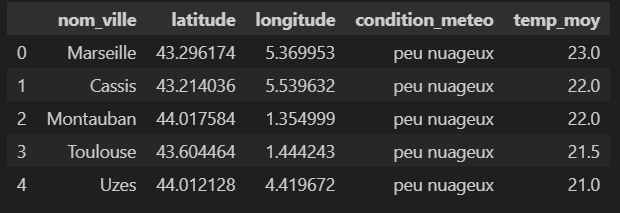 nom_ville latitude longitude condition_meteo temp_moy
0 Marseille 43.296174 5.369953 peu nuageux 23.0
1 Cassis 43.214036 5.539632 peu nuageux 22.0
2 Montauban 44.017584 1.354999 peu nuageux 22.0
3 Toulouse 43.604464 1.444243 peu nuageux 21.5
4 Uzes 44.012128 4.419672 peu nuageux 21.0